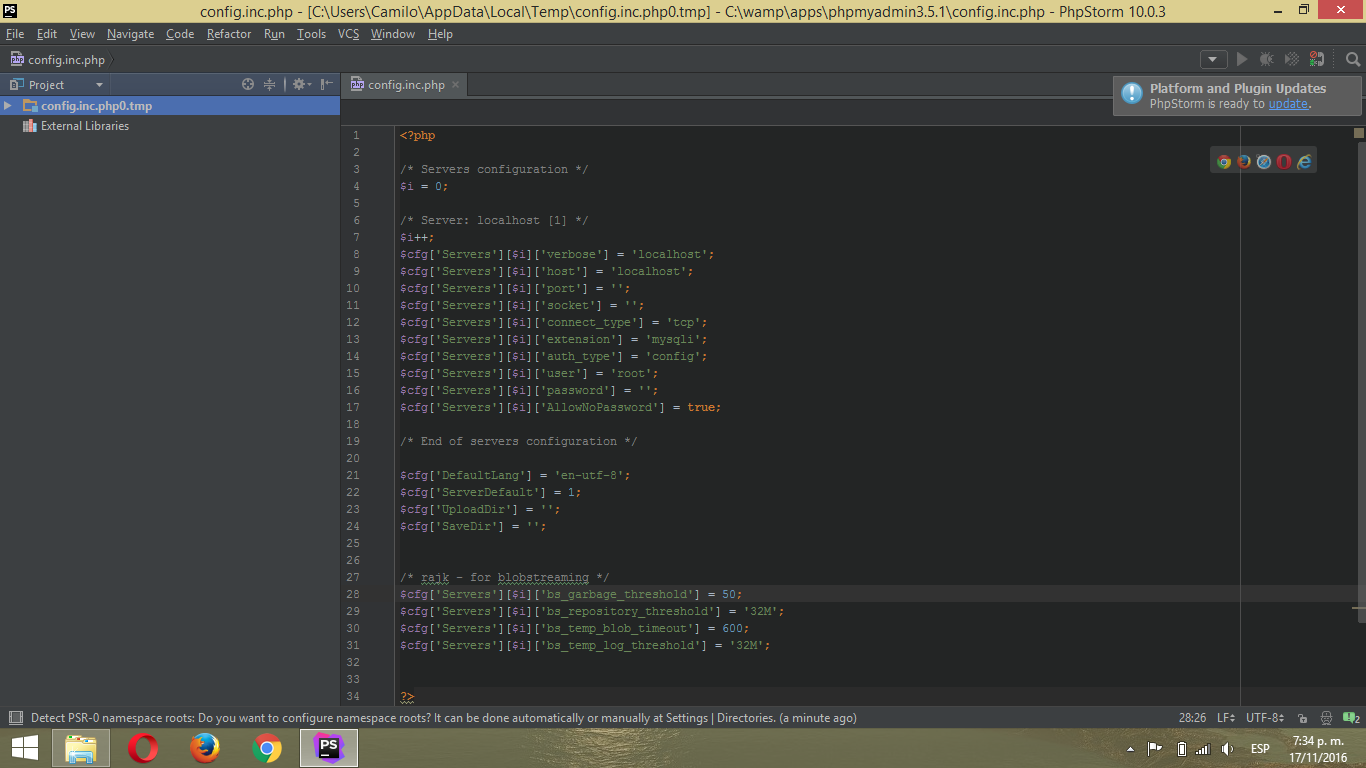 config.inc.php - [C:\Users\Camilo\AppData\Local\Temp\config.inc.php0.tmp] - C:\wamp\apps\phpmyadmin3.5.1\config.inc.php - PhpStorm 10.0.3
File Edit View Navigate Code Refactor Run Tools VCS Window Help
config.inc.php
Project
config.inc.php
Platform and Plugin Updates
PhpStorm is ready to update.
config.inc.php0.tmp
External Libraries
1 <?php
2
3 /* Servers configuration */
4 $i = 0;
5
6 /* Server: localhost [1] */
7 $i++;
8 $cfg['Servers'][$i]['verbose'] = 'localhost';
9 $cfg['Servers'][$i]['host'] = 'localhost';
10 $cfg['Servers'][$i]['port'] = '';
11 $cfg['Servers'][$i]['socket'] = '';
12 $cfg['Servers'][$i]['connect_type'] = 'tcp';
13 $cfg['Servers'][$i]['extension'] = 'mysqli';
14 $cfg['Servers'][$i]['auth_type'] = 'config';
15 $cfg['Servers'][$i]['user'] = 'root';
16 $cfg['Servers'][$i]['password'] = '';
17 $cfg['Servers'][$i]['AllowNoPassword'] = true;
18
19 /* End of servers configuration */
20
21 $cfg['DefaultLang'] = 'en-utf-8';
22 $cfg['ServerDefault'] = 1;
23 $cfg['UploadDir'] = '';
24 $cfg['SaveDir'] = '';
25
26
27 /* rajk - for blobstreaming */
28 $cfg['Servers'][$i]['bs_garbage_threshold'] = 50;
29 $cfg['Servers'][$i]['bs_repository_threshold'] = '32M';
30 $cfg['Servers'][$i]['bs_temp_blob_timeout'] = 600;
31 $cfg['Servers'][$i]['bs_temp_log_threshold'] = '32M';
32
33
34 ?>
Detect PSR-0 namespace roots: Do you want to configure namespace roots? It can be done automatically or manually at Settings | Directories. (a minute ago)
28:26 LF UTF-8 2
ESP
7:34 p. m.
17/11/2016